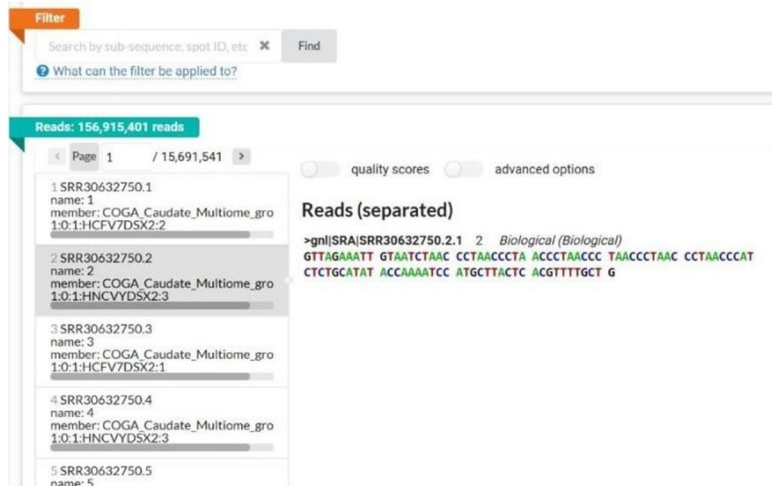 Filter
Search by sub-sequence, spot ID, etc ✖ Find
? What can the filter be applied to?
Reads: 156,915,401 reads
< Page 1 / 15,691,541 >
quality scores advanced options
1 SRR30632750.1
name: 1
member: COGA_Caudate_Multiome_gro
1:0:1:HCFV7DSX2:2
2 SRR30632750.2
name: 2
member: COGA_Caudate_Multiome_gro
1:0:1:HNCVYDSX2:3
3 SRR30632750.3
name: 3
member: COGA_Caudate_Multiome_gro
1:0:1:HCFV7DSX2:1
4 SRR30632750.4
name: 4
member: COGA_Caudate_Multiome_gro
1:0:1:HNCVYDSX2:3
5 SRR30632750.5
name: 5
Reads (separated)
>gnl|SRA|SRR30632750.2.1 2 Biological (Biological)
GTTAGAAATT GTAATCTAAC CCTAACCCTA ACCCTAACCC TAACCCTAAC CCTAACCCAT
CTCTGCATAT ACCAAAATCC ATGCTTACTC ACGTTTTGCT G